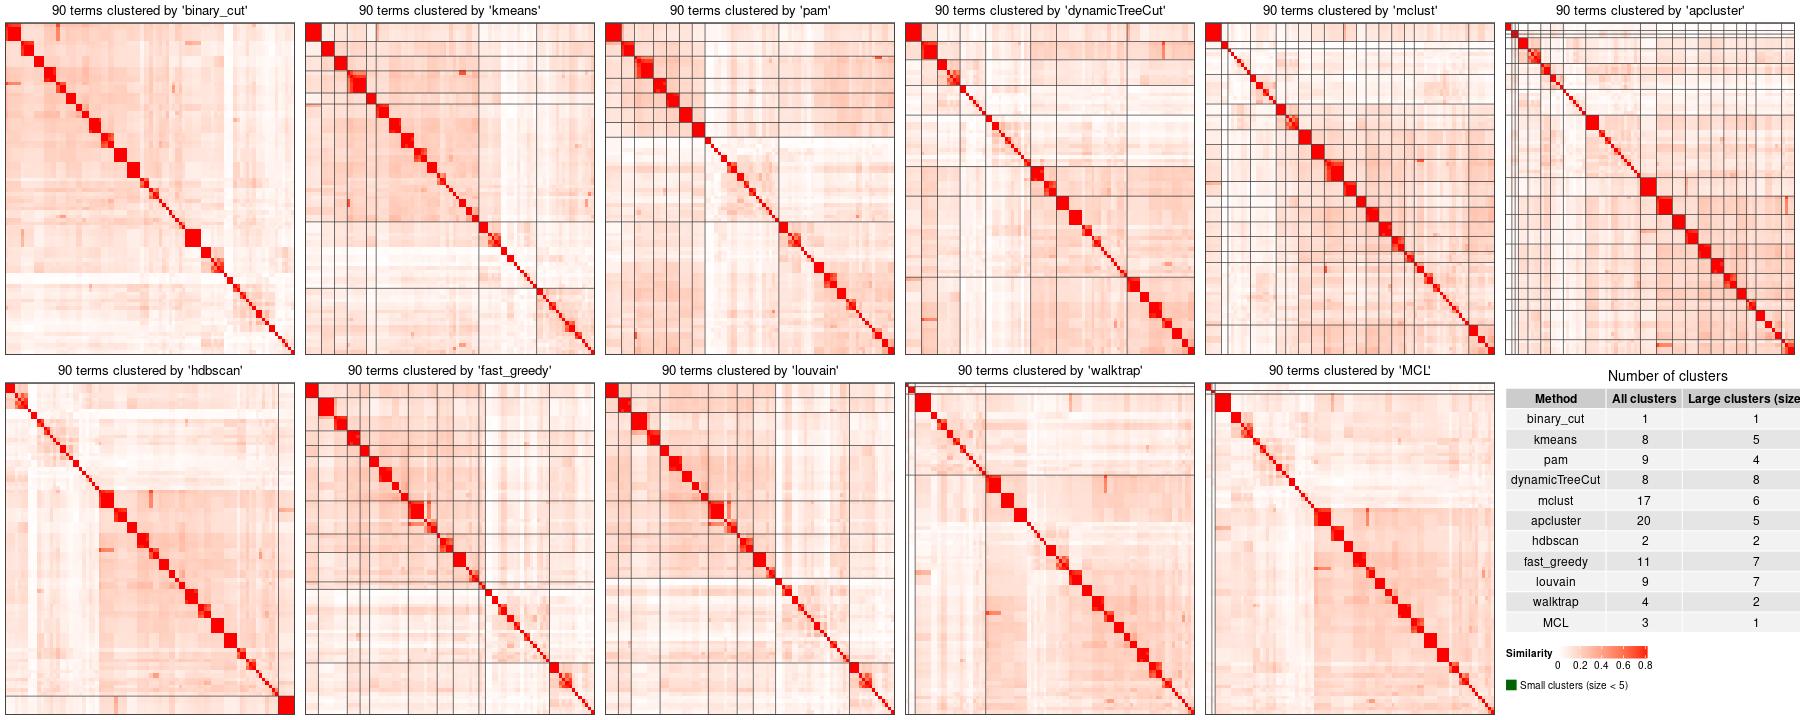 90 terms clustered by 'binary_cut'
90 terms clustered by 'kmeans'
90 terms clustered by 'pam'
90 terms clustered by 'dynamicTreeCut'
90 terms clustered by 'mclust'
90 terms clustered by 'apcluster'
90 terms clustered by 'hdbscan'
90 terms clustered by 'fast_greedy'
90 terms clustered by 'louvain'
90 terms clustered by 'walktrap'
90 terms clustered by 'MCL'
Number of clusters
Method All clusters Large clusters (size
binary_cut 1 1
kmeans 8 5
pam 9 4
dynamicTreeCut 8 8
mclust 17 6
apcluster 20 5
hdbscan 2 2
fast_greedy 11 7
louvain 9 7
walktrap 4 2
MCL 3 1
Similarity
0 0.2 0.4 0.6 0.8
Small clusters (size < 5)